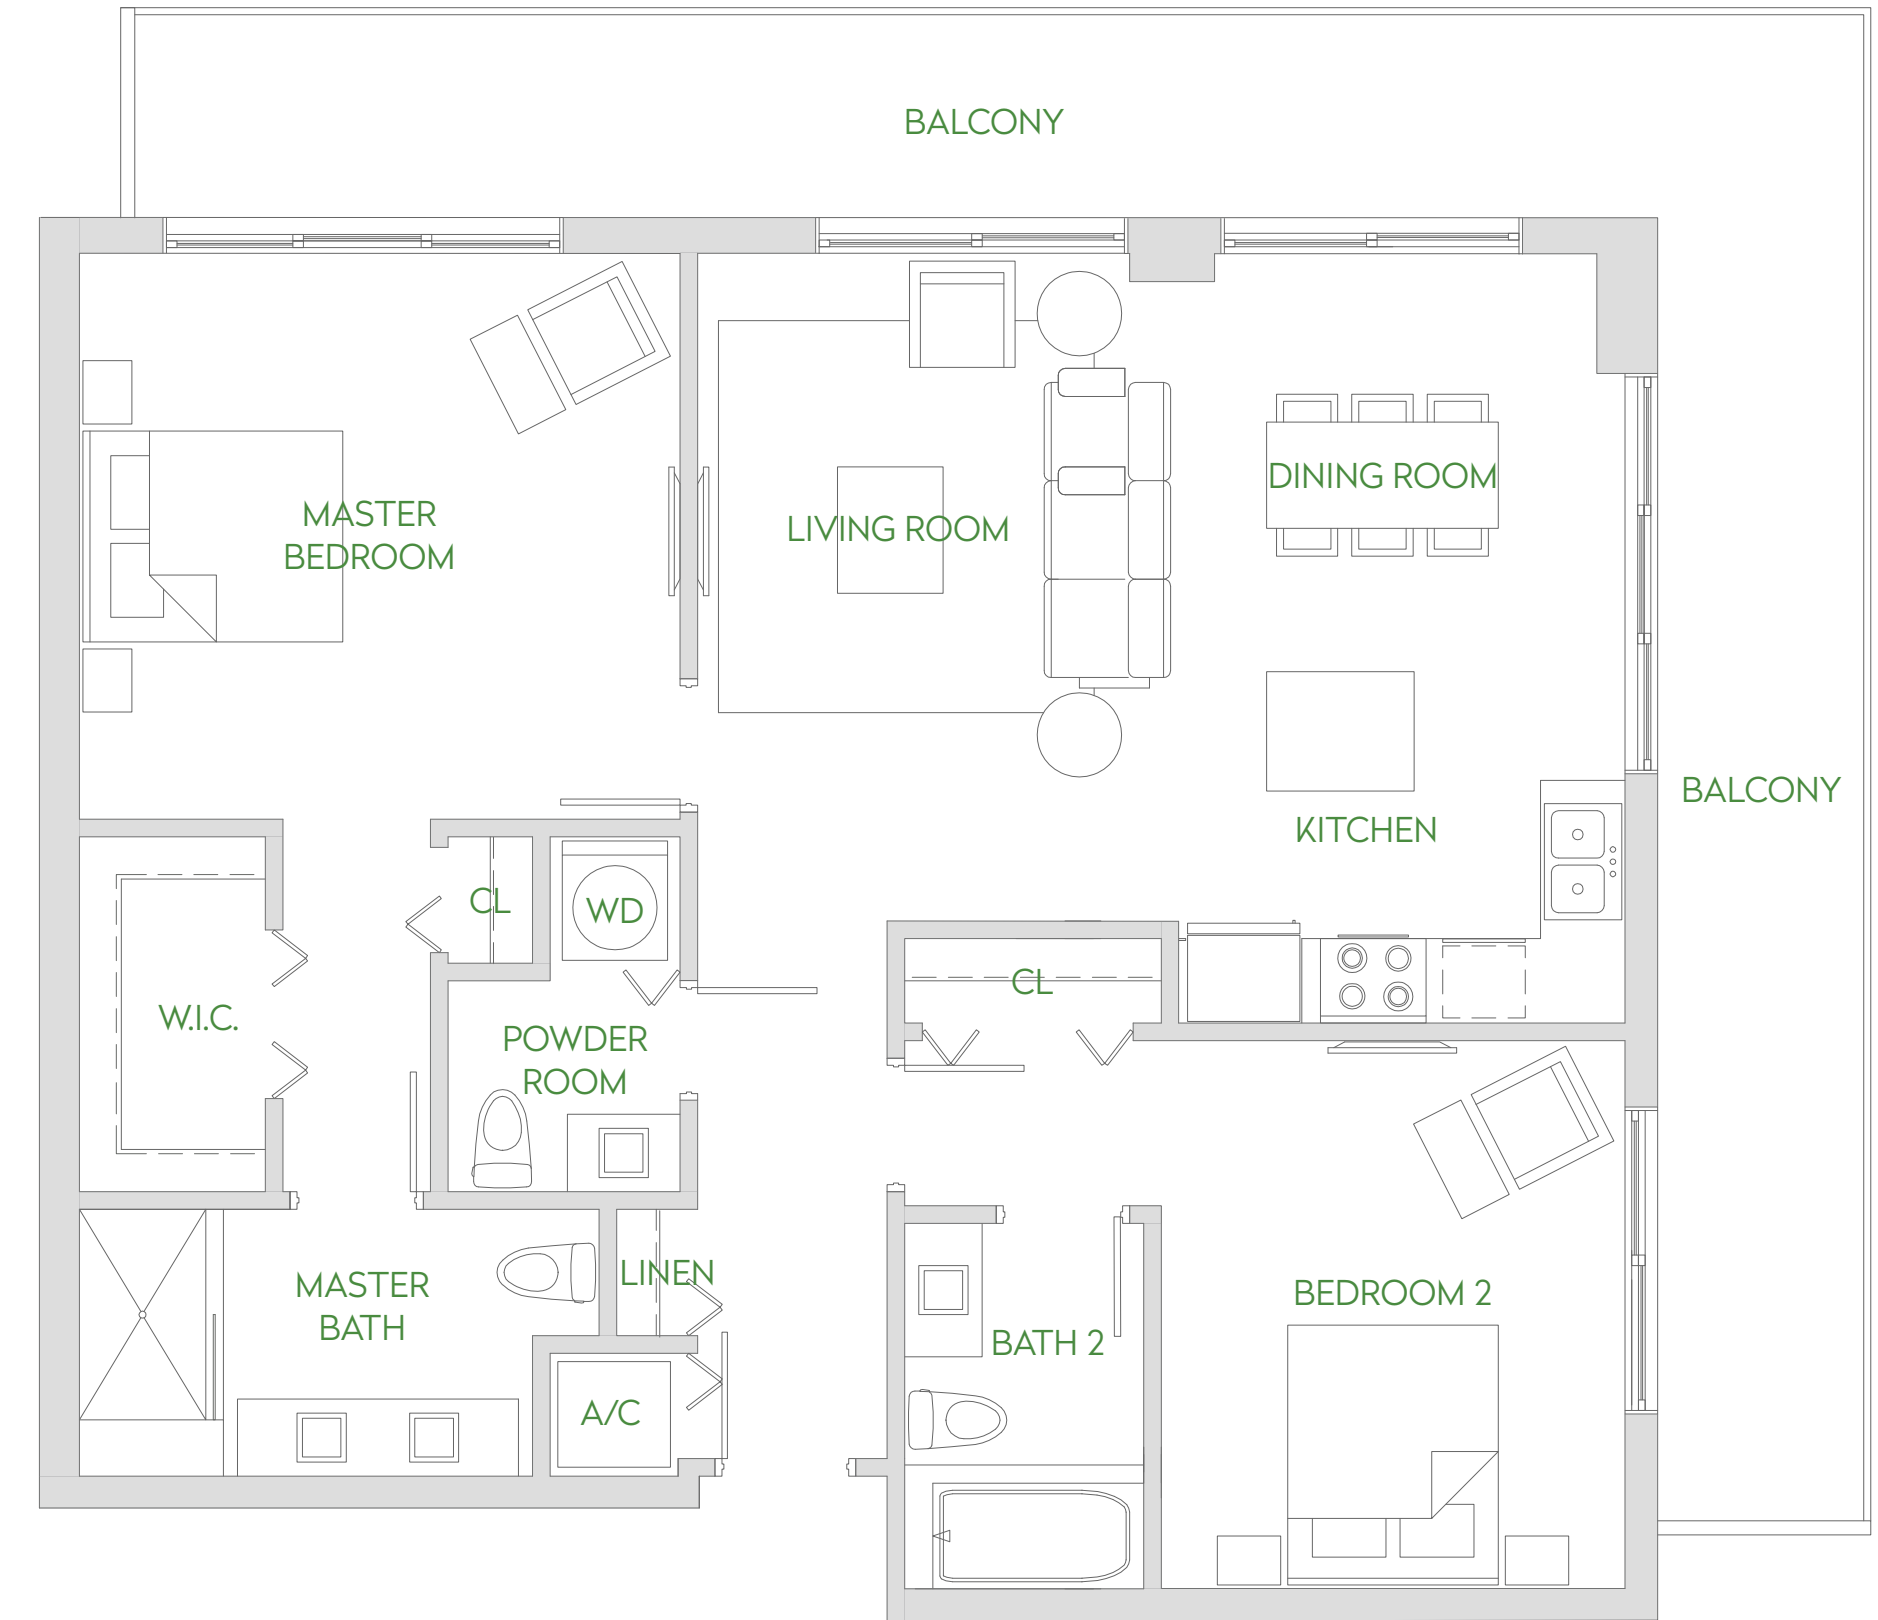 BALCONY
DINING ROOM
MASTER
BEDROOM
LIVING ROOM
BALCONY
KITCHEN
CL
WD
CL
W.I.C.
POWDER
ROOM
LINEN
MASTER
BATH
BEDROOM 2
BATH 2
A/C